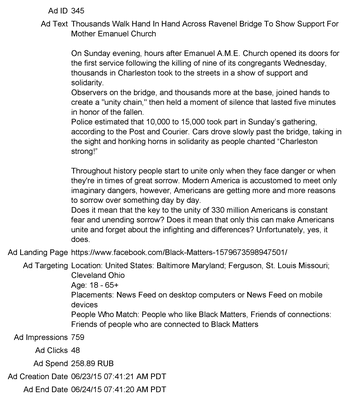 Ad ID 345
Ad Text Thousands Walk Hand In Hand Across Ravenel Bridge To Show Support For
Mother Emanuel Church
On Sunday evening, hours after Emanuel A.M.E. Church opened its doors for
the first service following the killing of nine of its congregants Wednesday,
thousands in Charleston took to the streets in a show of support and
solidarity.
Observers on the bridge, and thousands more at the base, joined hands to
create a "unity chain," then held a moment of silence that lasted five minutes
in honor of the fallen.
Police estimated that 10,000 to 15,000 took part in Sunday's gathering,
according to the Post and Courier. Cars drove slowly past the bridge, taking in
the sight and honking horns in solidarity as people chanted "Charleston
strong!"
Throughout history people start to unite only when they face danger or when
they're in times of great sorrow. Modern America is accustomed to meet only
imaginary dangers, however, Americans are getting more and more reasons
to sorrow over something day by day.
Does it mean that the key to the unity of 330 million Americans is constant
fear and unending sorrow? Does it mean that only this can make Americans
unite and forget about the infighting and differences? Unfortunately, yes, it
does.
Ad Landing Page https://www.facebook.com/Black-Matters-1579673598947501/
Ad Targeting Location: United States: Baltimore Maryland; Ferguson, St. Louis Missouri;
Cleveland Ohio
Age: 18 - 65+
Placements: News Feed on desktop computers or News Feed on mobile
devices
People Who Match: People who like Black Matters, Friends of connections:
Friends of people who are connected to Black Matters
Ad Impressions 759
Ad Clicks 48
Ad Spend 258.89 RUB
Ad Creation Date 06/23/15 07:41:21 AM PDT
Ad End Date 06/24/15 07:41:20 AM PDT